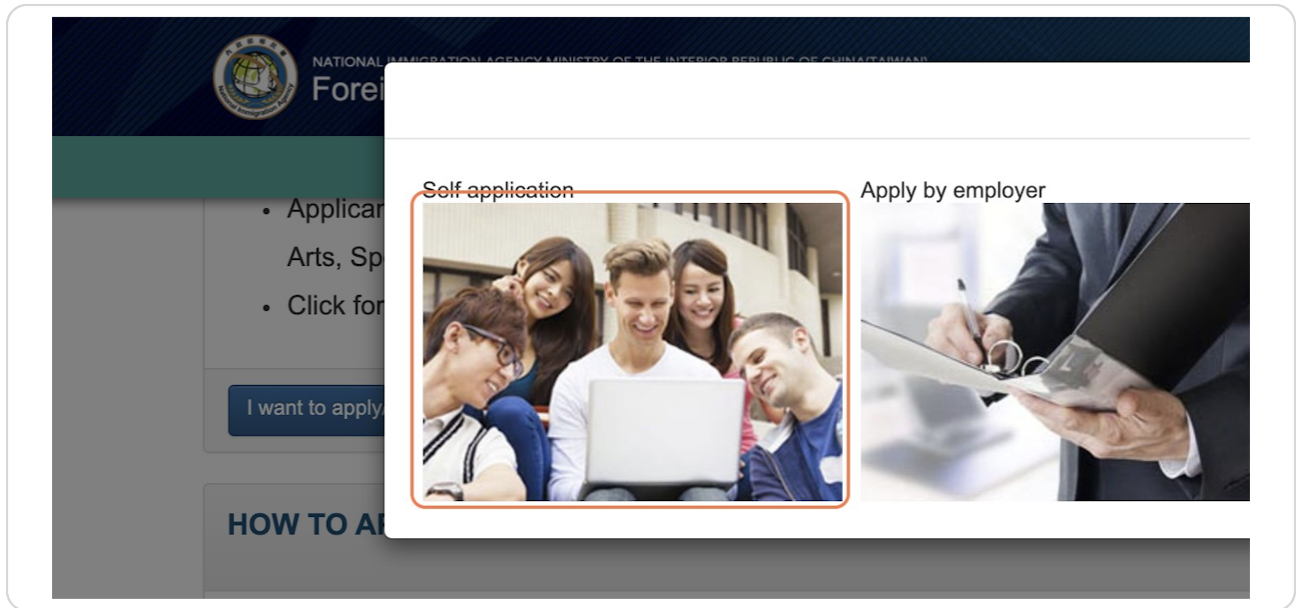 NATIONAL IMMIGRATION AGENCY MINISTRY OF THE INTERIOR REPUBLIC OF CHINA(TAIWAN)
Forei
Self application
Apply by employer
• Applicar
Arts, Sp
• Click for
I want to apply/
HOW TO AP